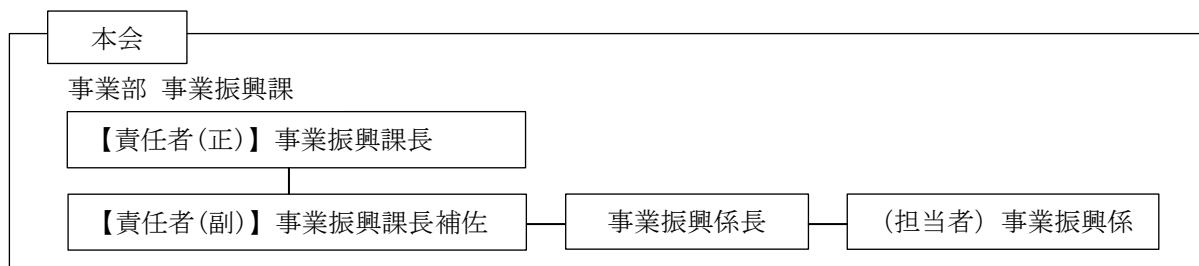 本会
事業部 事業振興課
【責任者(正)】事業振興課長
【責任者(副)】事業振興課長補佐
事業振興係長
(担当者) 事業振興係